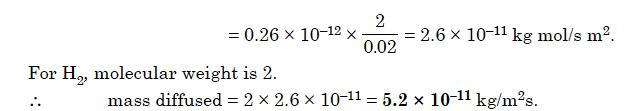 = 0.26 × 10⁻¹² × 2/0.02 = 2.6 × 10⁻¹¹ kg mol/s m².
For H₂, molecular weight is 2.
∴ mass diffused = 2 × 2.6 × 10⁻¹¹ = 5.2 × 10⁻¹¹ kg/m²s.